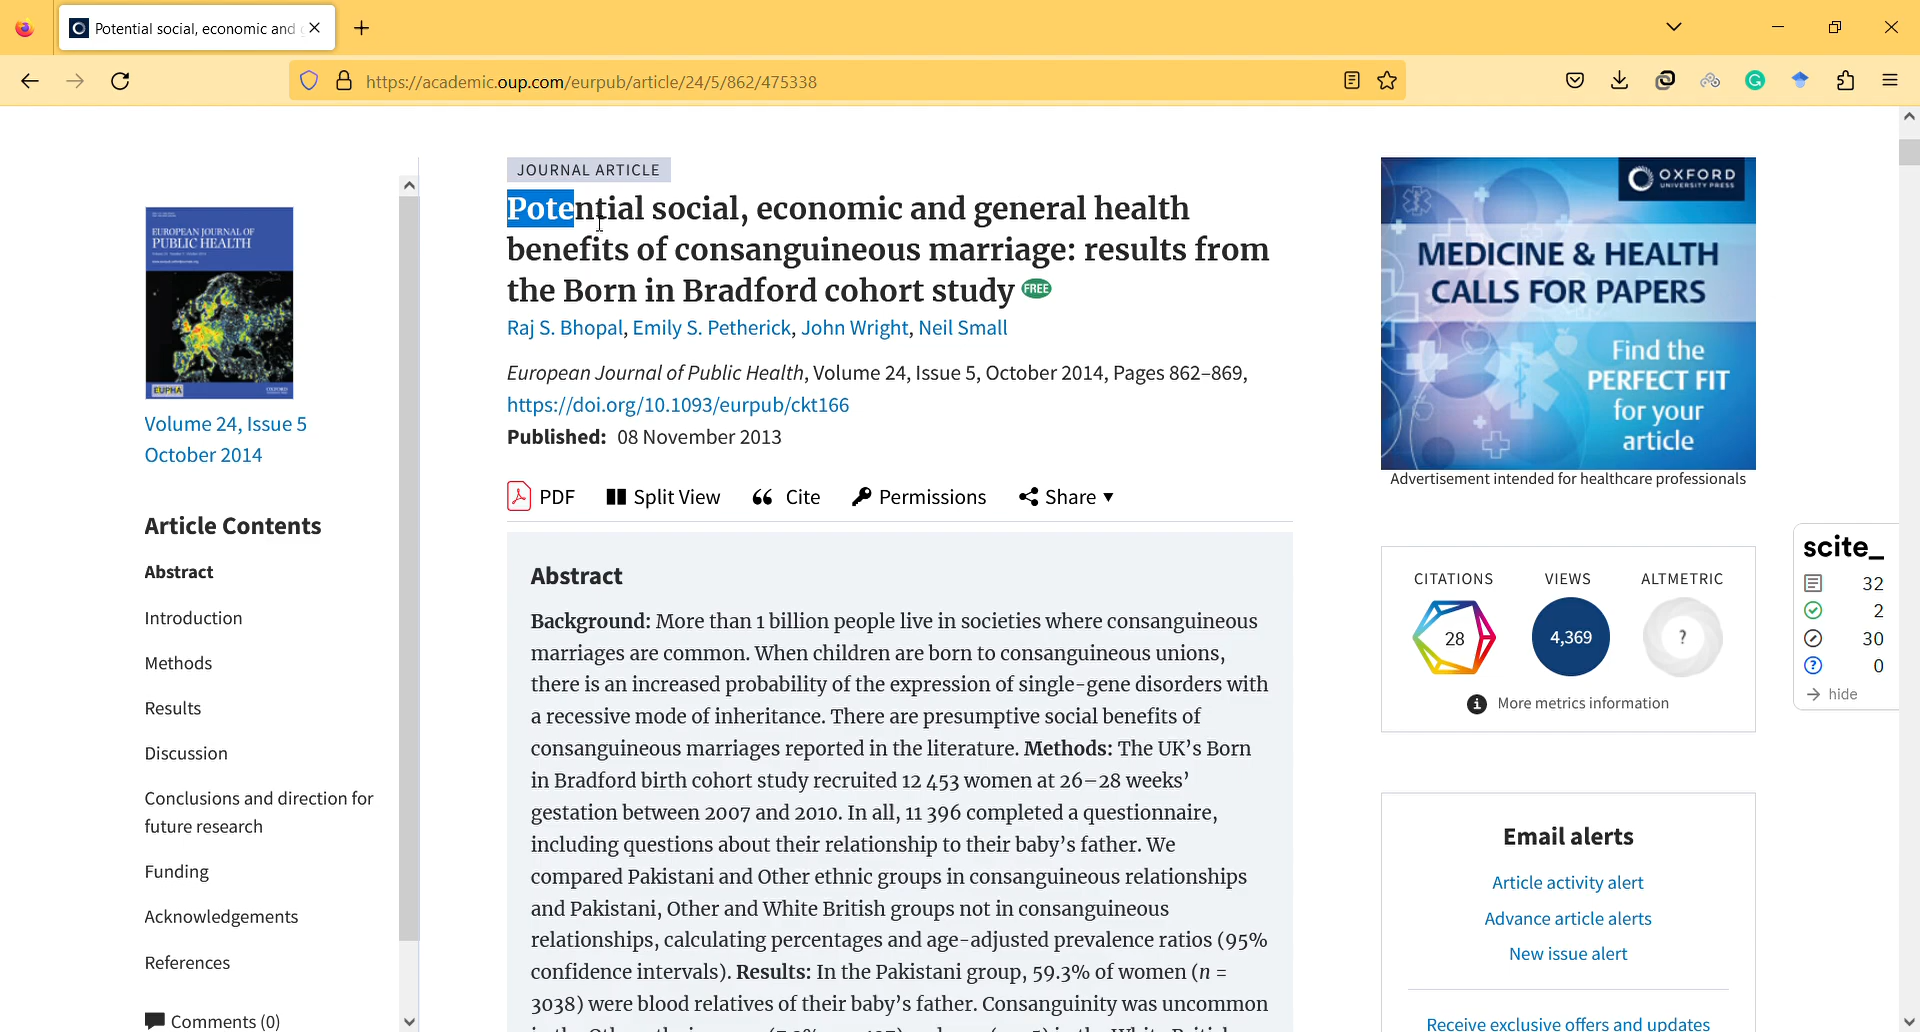 Potential social, economic and
https://academic.oup.com/eurpub/article/24/5/862/475338
EUROPEAN JOURNAL OF
PUBLIC HEALTH
EUPHA
Volume 24, Issue 5
October 2014
Article Contents
Abstract
Introduction
Methods
Results
Discussion
Conclusions and direction for
future research
Funding
Acknowledgements
References
Comments (0)
JOURNAL ARTICLE
Potential social, economic and general health
benefits of consanguineous marriage: results from
the Born in Bradford cohort study FREE
Raj S. Bhopal, Emily S. Petherick, John Wright, Neil Small
European Journal of Public Health, Volume 24, Issue 5, October 2014, Pages 862–869,
https://doi.org/10.1093/eurpub/ckt166
Published: 08 November 2013
PDF Split View Cite Permissions Share
Abstract
Background: More than 1 billion people live in societies where consanguineous
marriages are common. When children are born to consanguineous unions,
there is an increased probability of the expression of single-gene disorders with
a recessive mode of inheritance. There are presumptive social benefits of
consanguineous marriages reported in the literature. Methods: The UK’s Born
in Bradford birth cohort study recruited 12 453 women at 26–28 weeks’
gestation between 2007 and 2010. In all, 11 396 completed a questionnaire,
including questions about their relationship to their baby’s father. We
compared Pakistani and Other ethnic groups in consanguineous relationships
and Pakistani, Other and White British groups not in consanguineous
relationships, calculating percentages and age-adjusted prevalence ratios (95%
confidence intervals). Results: In the Pakistani group, 59.3% of women (n =
3038) were blood relatives of their baby’s father. Consanguinity was uncommon
OXFORD
UNIVERSITY PRESS
MEDICINE & HEALTH
CALLS FOR PAPERS
Find the
PERFECT FIT
for your
article
Advertisement intended for healthcare professionals
CITATIONS VIEWS ALTMETRIC
28 4,369 ?
i More metrics information
Email alerts
Article activity alert
Advance article alerts
New issue alert
Receive exclusive offers and updates
scite_
32
2
30
? 0
hide